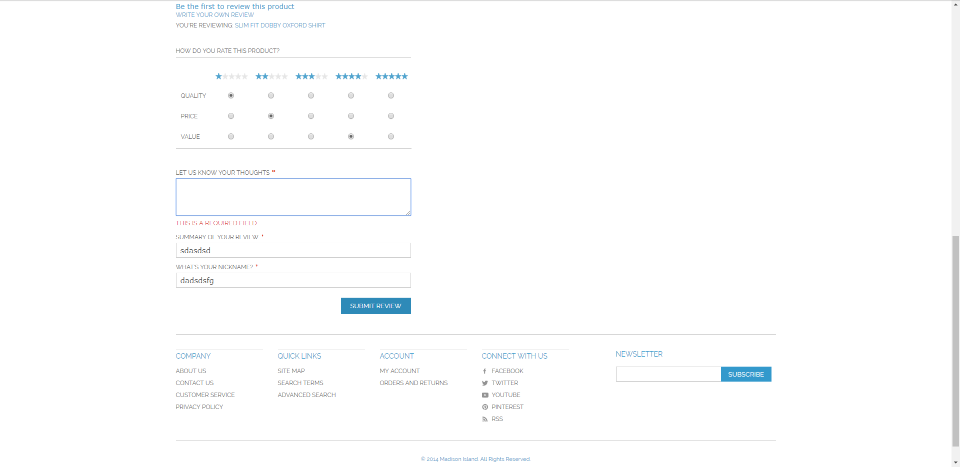 Be the first to review this product
WRITE YOUR OWN REVIEW
YOU'RE REVIEWING: SLIM FIT DOBBY OXFORD SHIRT
HOW DO YOU RATE THIS PRODUCT?
QUALITY
PRICE
VALUE
LET US KNOW YOUR THOUGHTS *
THIS IS A REQUIRED FIELD.
SUMMARY OF YOUR REVIEW *
sdasdsd
WHAT'S YOUR NICKNAME? *
dadsdsfg
SUBMIT REVIEW
COMPANY
ABOUT US
CONTACT US
CUSTOMER SERVICE
PRIVACY POLICY
QUICK LINKS
SITE MAP
SEARCH TERMS
ADVANCED SEARCH
ACCOUNT
MY ACCOUNT
ORDERS AND RETURNS
CONNECT WITH US
FACEBOOK
TWITTER
YOUTUBE
PINTEREST
RSS
NEWSLETTER
SUBSCRIBE
© 2014 Madison Island. All Rights Reserved.